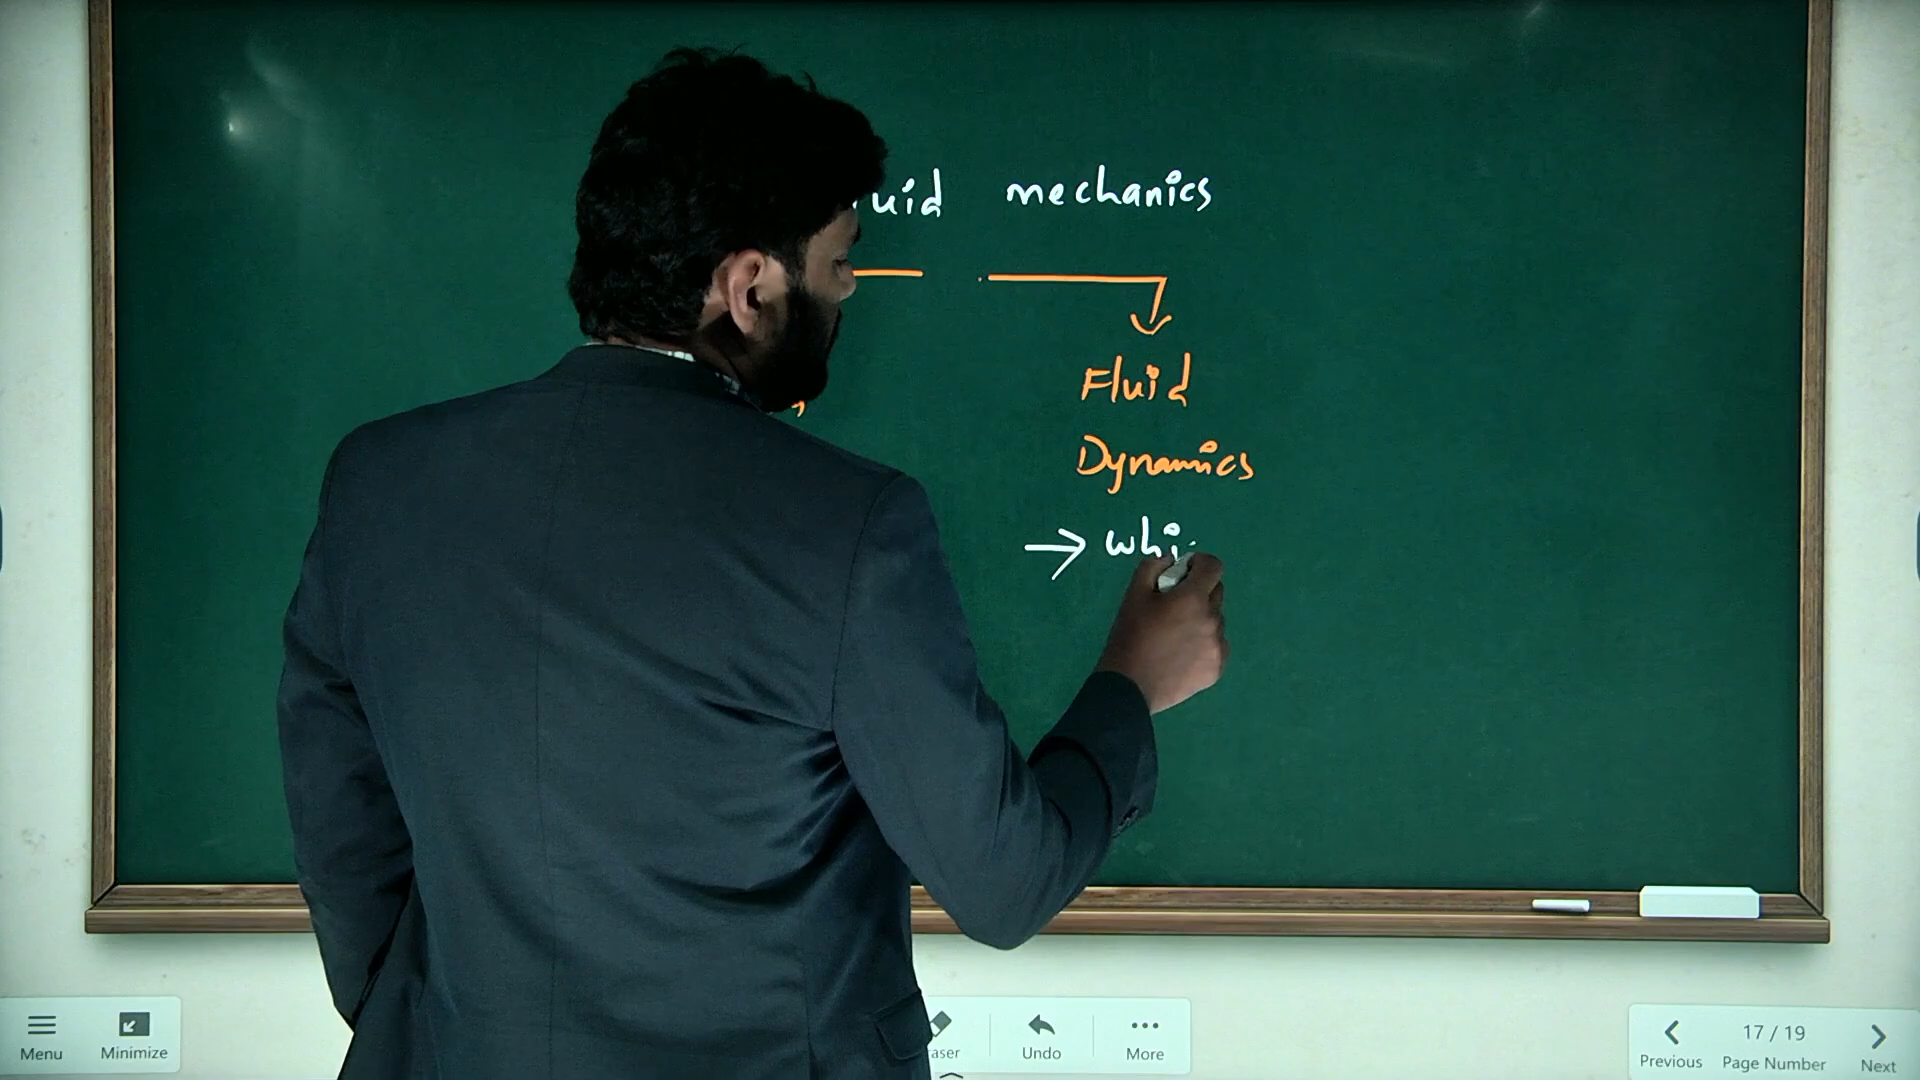 uid mechanics
Fluid
Dynamics
→ whi
Menu
Minimize
Undo
More
Previous
17 / 19
Page Number
Next